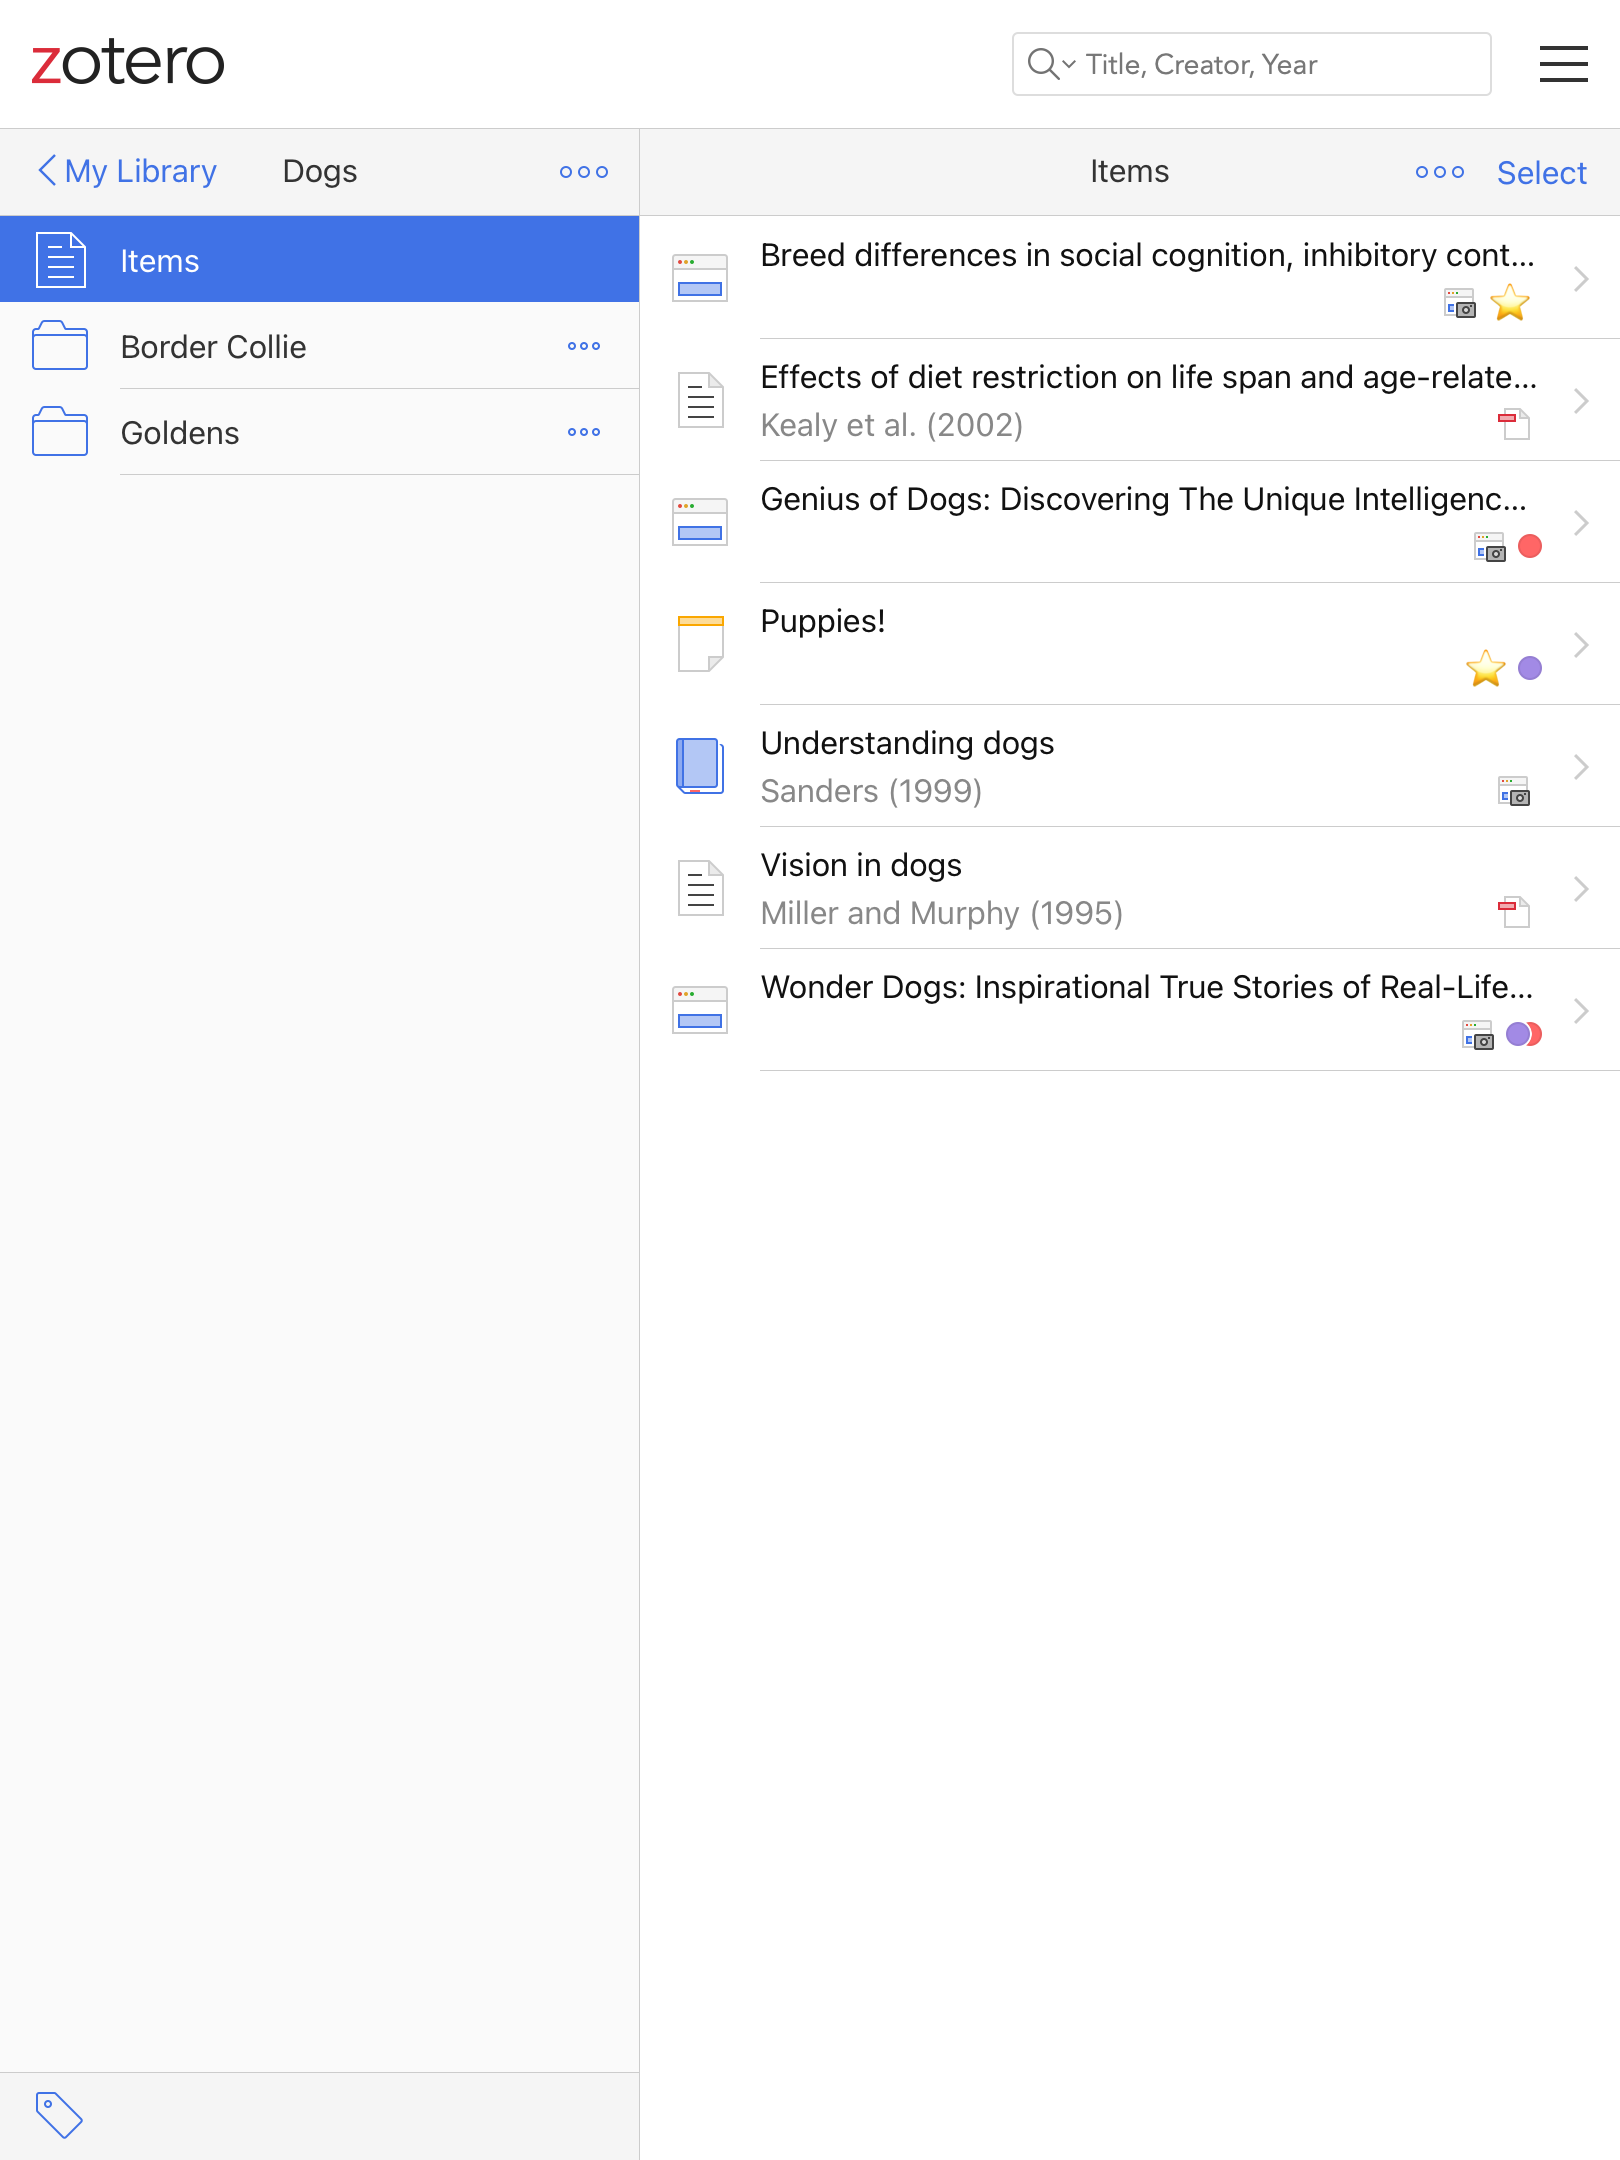 zotero
Title, Creator, Year
My Library
Dogs
Items
Select
Items
Border Collie
Goldens
Breed differences in social cognition, inhibitory cont...
Effects of diet restriction on life span and age-relate...
Kealy et al. (2002)
Genius of Dogs: Discovering The Unique Intelligenc...
Puppies!
Understanding dogs
Sanders (1999)
Vision in dogs
Miller and Murphy (1995)
Wonder Dogs: Inspirational True Stories of Real-Life...